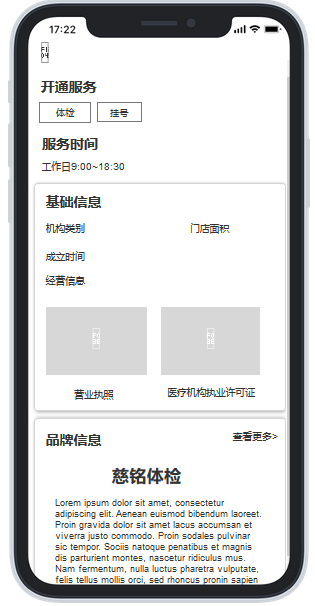 17:22
开通服务
体检 挂号
服务时间
工作日9:00~18:30
基础信息
机构类别 门店面积
成立时间
经营信息
营业执照 医疗机构执业许可证
品牌信息 查看更多>
慈铭体检
Lorem ipsum dolor sit amet, consectetur
adipiscing elit. Aenean euismod bibendum laoreet.
Proin gravida dolor sit amet lacus accumsan et
viverra justo commodo. Proin sodales pulvinar
sic tempor. Sociis natoque penatibus et magnis
dis parturient montes, nascetur ridiculus mus.
Nam fermentum, nulla luctus pharetra vulputate,
felis tellus mollis orci, sed rhoncus pronin sapien